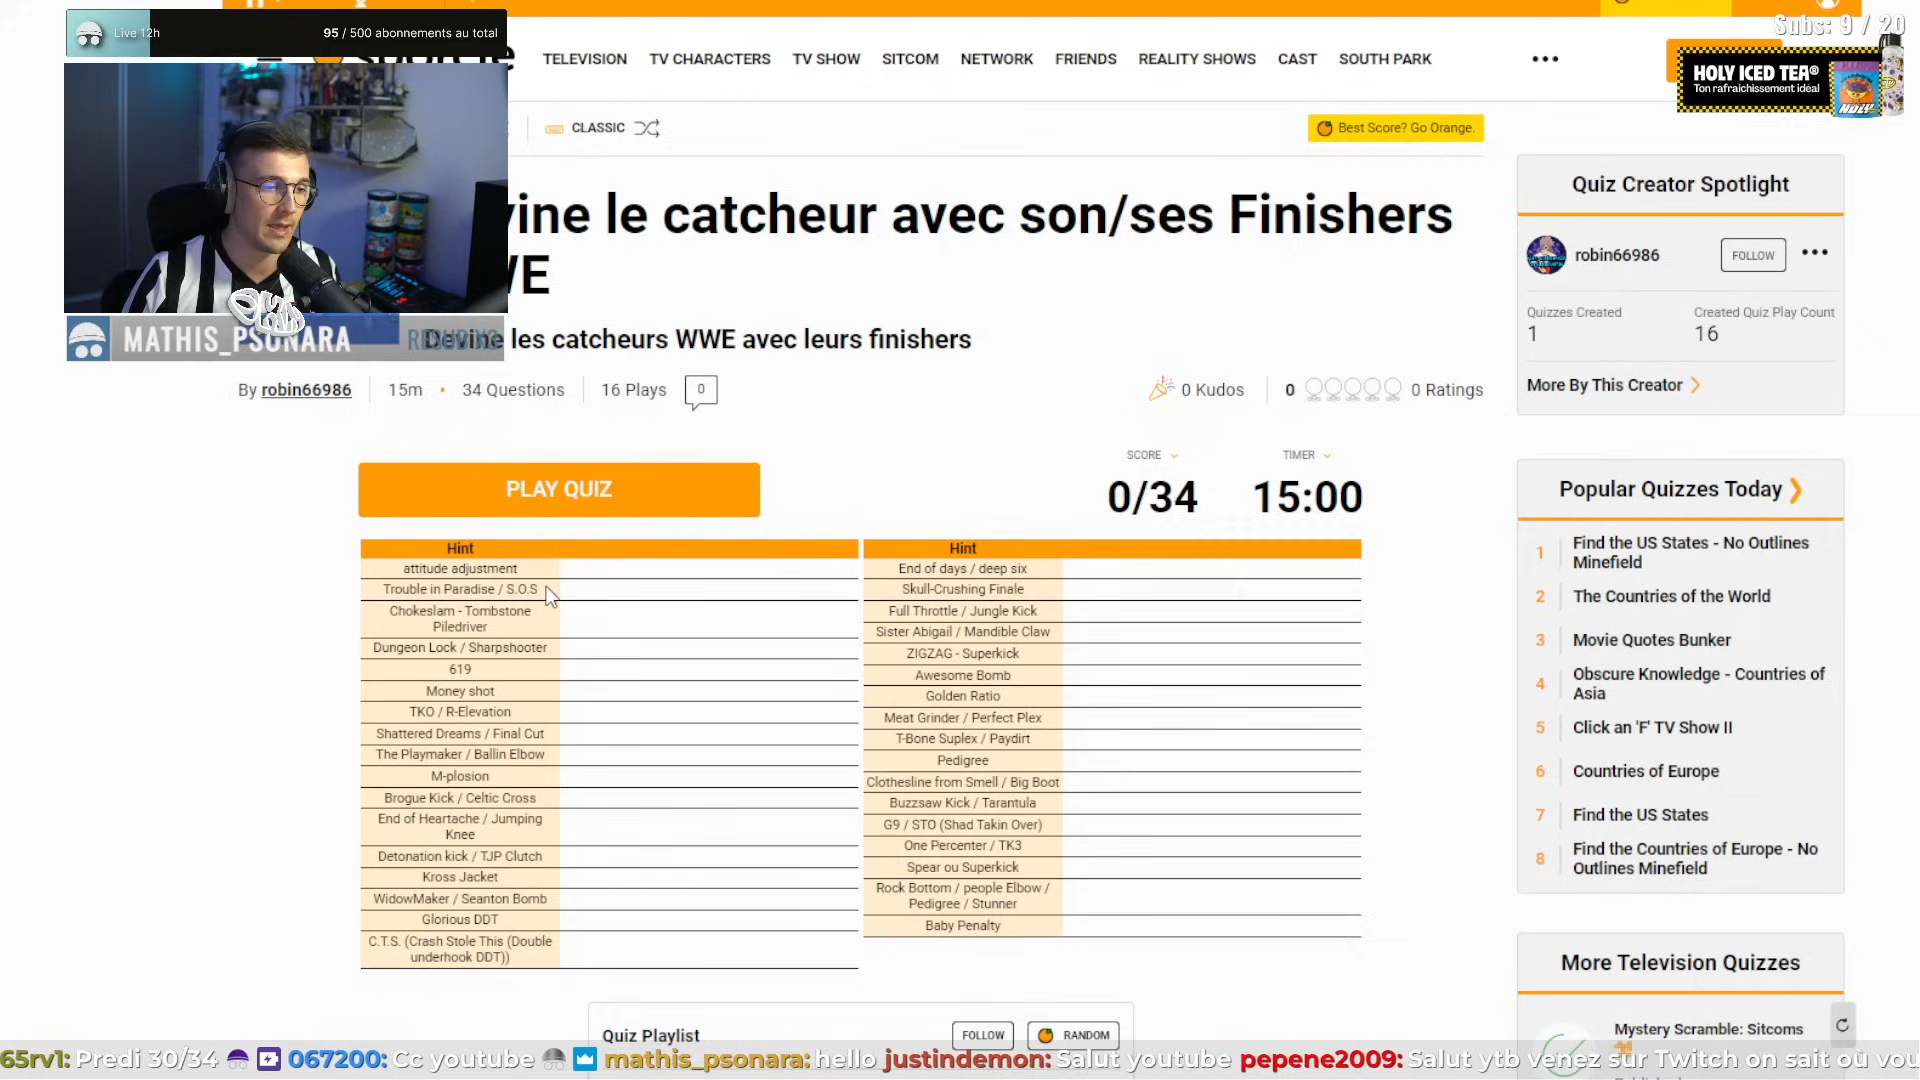 Live 12h
95 / 500 abonnements au total
Subs: 9 / 20
TELEVISION TV CHARACTERS TV SHOW SITCOM NETWORK FRIENDS REALITY SHOWS CAST SOUTH PARK
HOLY ICED TEA®
Ton rafraichissement idéal
HOLY
CLASSIC
Best Score? Go Orange.
vine le catcheur avec son/ses Finishers
WE
MATHIS_PSONARA
Devine les catcheurs WWE avec leurs finishers
By robin66986 15m • 34 Questions 16 Plays 0
0 Kudos 0 0 Ratings
PLAY QUIZ
SCORE
0/34
TIMER
15:00
Hint
attitude adjustment
Trouble in Paradise / S.O.S
Chokeslam - Tombstone
Piledriver
Dungeon Lock / Sharpshooter
619
Money shot
TKO / R-Elevation
Shattered Dreams / Final Cut
The Playmaker / Ballin Elbow
M-plosion
Brogue Kick / Celtic Cross
End of Heartache / Jumping
Knee
Detonation kick / TJP Clutch
Kross Jacket
WidowMaker / Seanton Bomb
Glorious DDT
C.T.S. (Crash Stole This (Double
underhook DDT))
Hint
End of days / deep six
Skull-Crushing Finale
Full Throttle / Jungle Kick
Sister Abigail / Mandible Claw
ZIGZAG - Superkick
Awesome Bomb
Golden Ratio
Meat Grinder / Perfect Plex
T-Bone Suplex / Paydirt
Pedigree
Clothesline from Smell / Big Boot
Buzzsaw Kick / Tarantula
G9 / STO (Shad Takin Over)
One Percenter / TK3
Spear ou Superkick
Rock Bottom / people Elbow /
Pedigree / Stunner
Baby Penalty
Quiz Playlist
FOLLOW
RANDOM
Quiz Creator Spotlight
robin66986
FOLLOW
Quizzes Created
1
Created Quiz Play Count
16
More By This Creator
Popular Quizzes Today
1 Find the US States - No Outlines
Minefield
2 The Countries of the World
3 Movie Quotes Bunker
4 Obscure Knowledge - Countries of
Asia
5 Click an 'F' TV Show II
6 Countries of Europe
7 Find the US States
8 Find the Countries of Europe - No
Outlines Minefield
More Television Quizzes
Mystery Scramble: Sitcoms
65rv1: Predi 30/34 067200: Cc youtube mathis_psonara: hello justindemon: Salut youtube pepene2009: Salut ytb venez sur Twitch on sait où vou